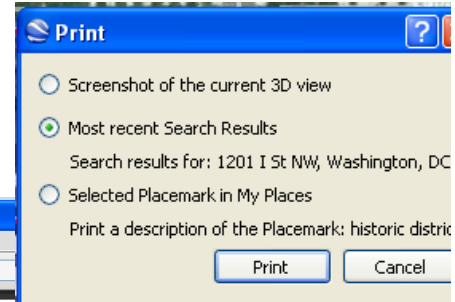 Print
Screenshot of the current 3D view
Most recent Search Results
Search results for: 1201 I St NW, Washington, DC
Selected Placemark in My Places
Print a description of the Placemark: historic distric
Print Cancel